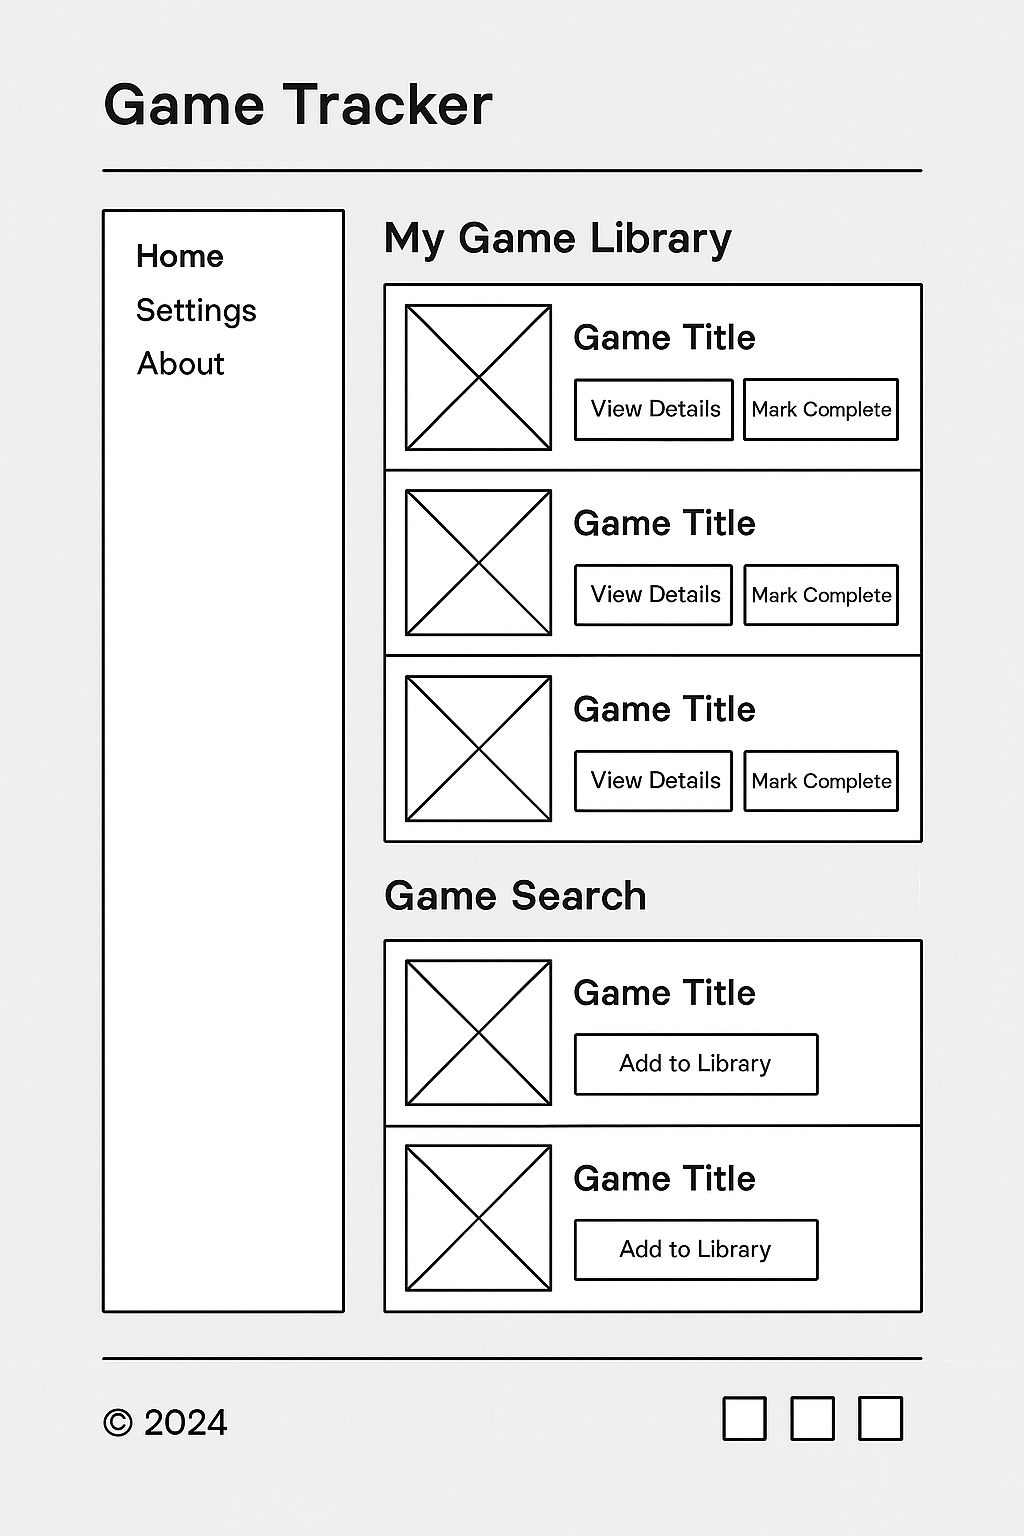 Game Tracker
Home
Settings
About
My Game Library
Game Title
View Details
Mark Complete
Game Title
View Details
Mark Complete
Game Title
View Details
Mark Complete
Game Search
Game Title
Add to Library
Game Title
Add to Library
© 2024